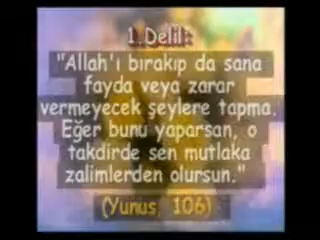 1.Delil:
"Allah'ı bırakıp da sana
fayda veya zarar
vermeyecek şeylere tapma.
Eğer bunu yaparsan, o
takdirde sen mutlaka
zalimlerden olursun."
(Yunus, 106)